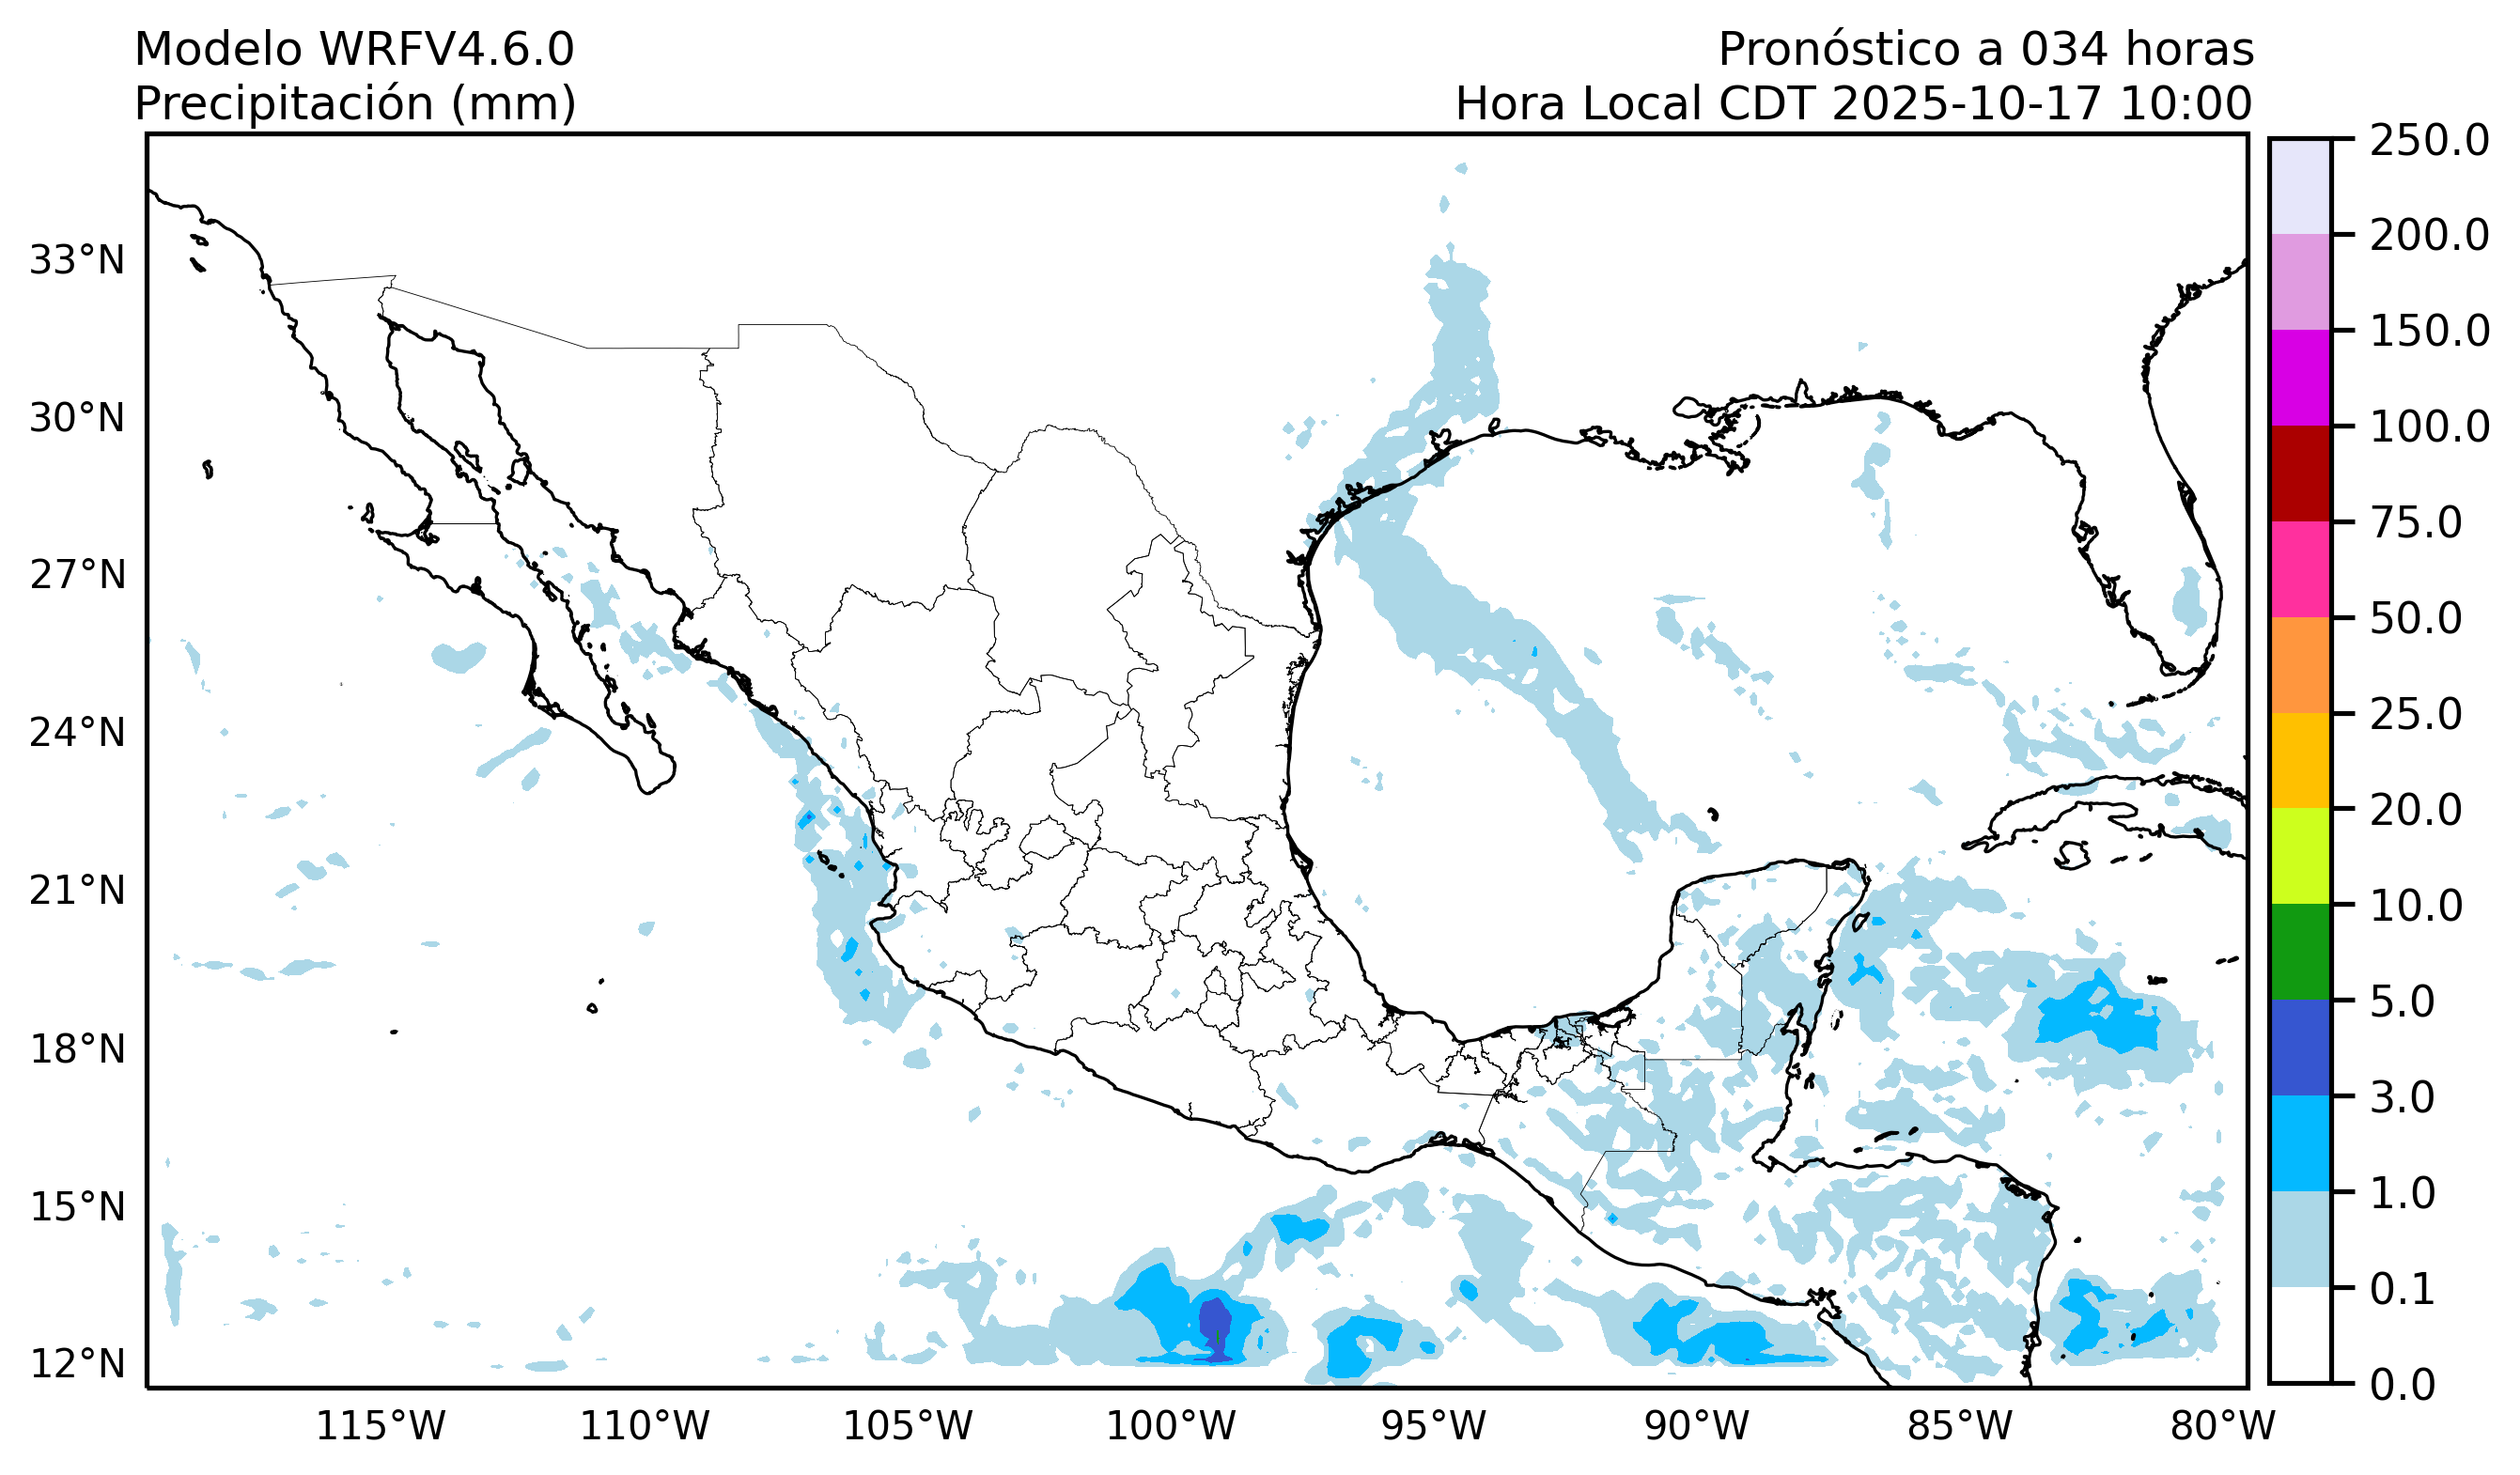 Modelo WRFV4.6.0
Precipitación (mm)
Pronóstico a 034 horas
Hora Local CDT 2025-10-17 10:00
33°N
30°N
27°N
24°N
21°N
18°N
15°N
12°N
115°W
110°W
105°W
100°W
95°W
90°W
85°W
80°W
250.0
200.0
150.0
100.0
75.0
50.0
25.0
20.0
10.0
5.0
3.0
1.0
0.1
0.0